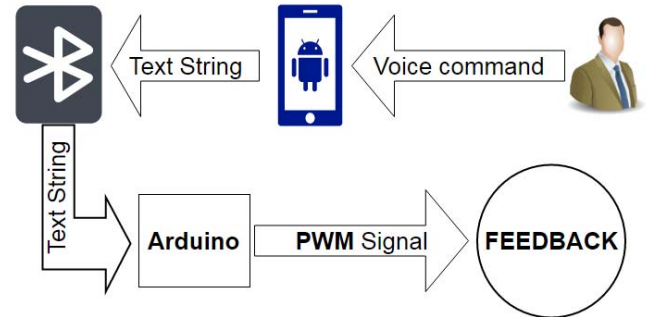 Text String
Voice command
Text String
Arduino
PWM Signal
FEEDBACK